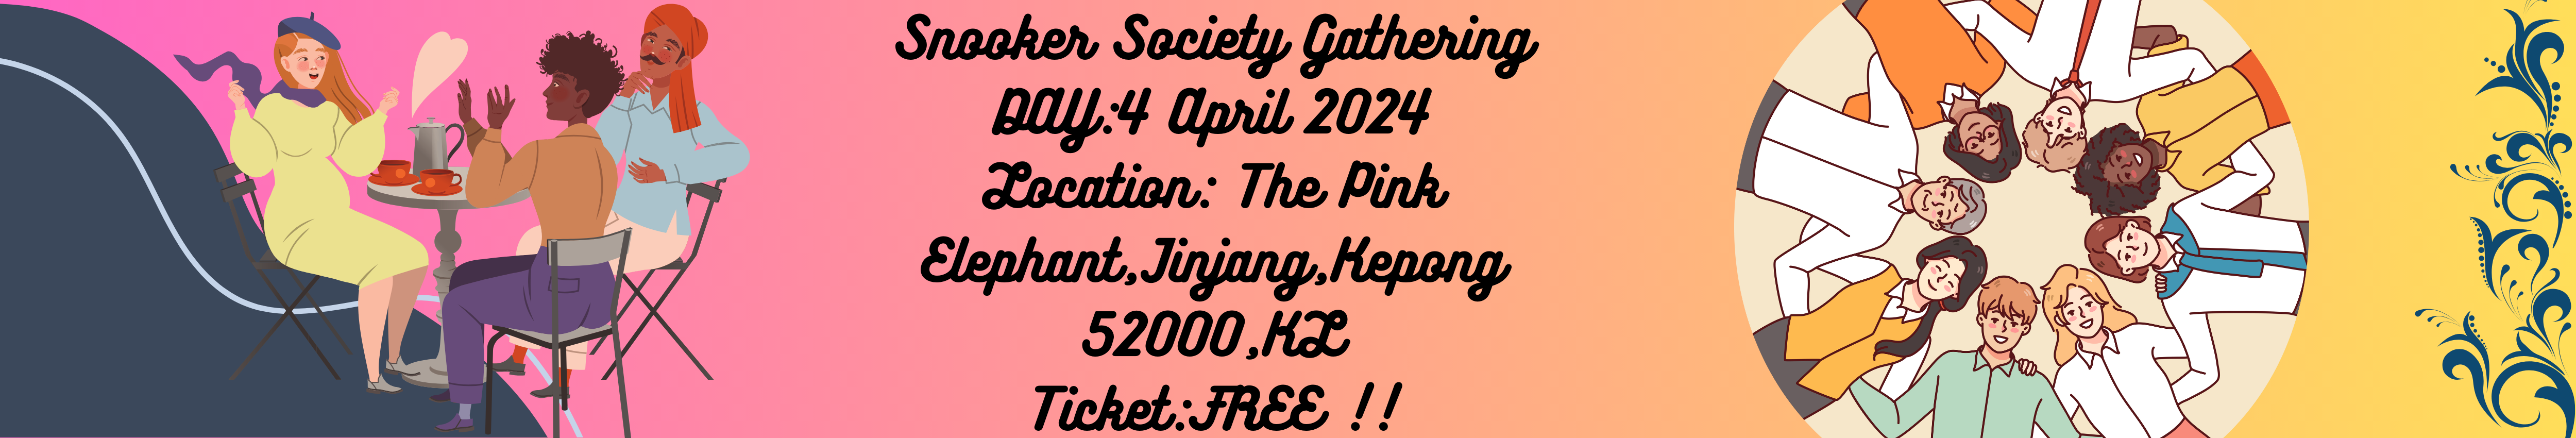 Snooker Society Gathering
DAY:4 April 2024
Location: The Pink
Elephant,Jinjang,Kepong
52000,KL
Ticket:FREE !!